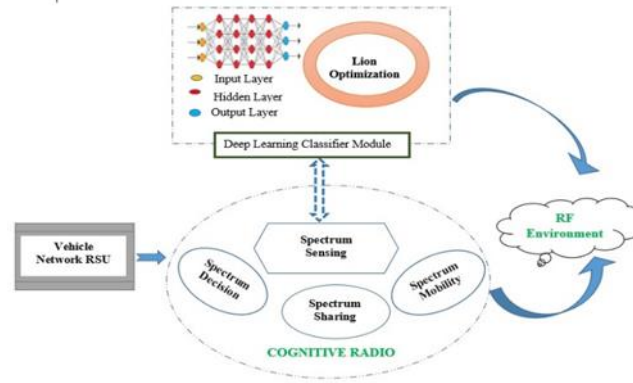 Lion
Optimization
Input Layer
Hidden Layer
Output Layer
Deep Learning Classifier Module
RF
Environment
Vehicle
Network RSU
Spectrum
Sensing
Spectrum
Decision
Spectrum
Mobility
Spectrum
Sharing
COGNITIVE RADIO